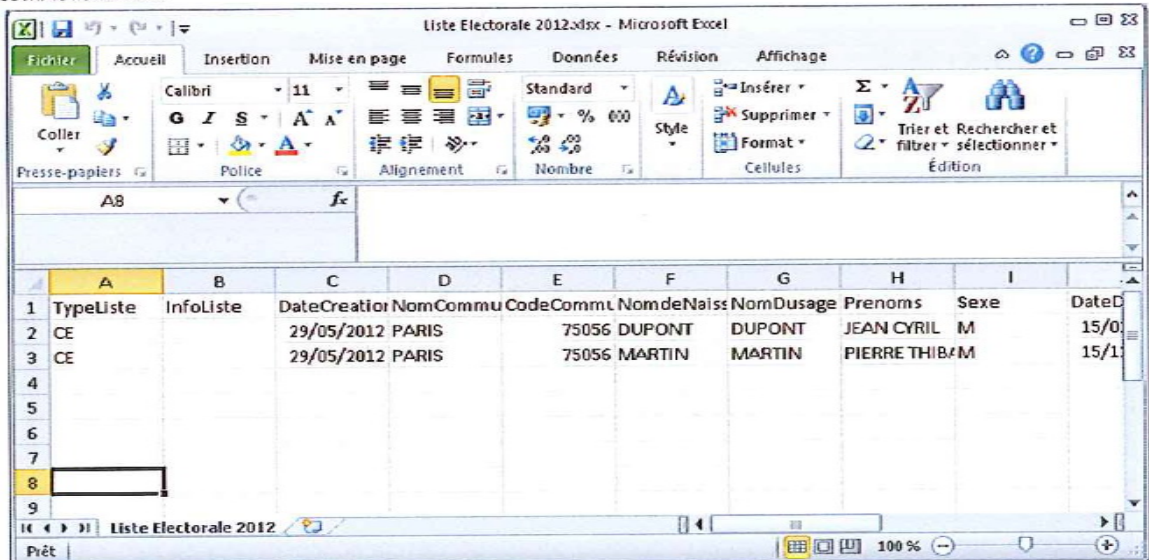 Liste Electorale 2012.xlsx - Microsoft Excel
Fichier Accueil Insertion Mise en page Formules Données Révision Affichage
Calibri 11 Standard Insérer Σ
Coller G I S A A % 000 Style Supprimer Trier et filtrer Rechercher et sélectionner
A Format
Presse-papiers Police Alignement Nombre Cellules Édition
A8 fx
A B C D E F G H I
1 TypeListe InfoListe DateCreation NomCommu CodeCommu NomdeNaiss NomDusage Prenoms Sexe DateD
2 CE 29/05/2012 PARIS 75056 DUPONT DUPONT JEAN CYRIL M 15/0
3 CE 29/05/2012 PARIS 75056 MARTIN MARTIN PIERRE THIBA M 15/1
4
5
6
7
8
9
Liste Electorale 2012
Prêt 100 %